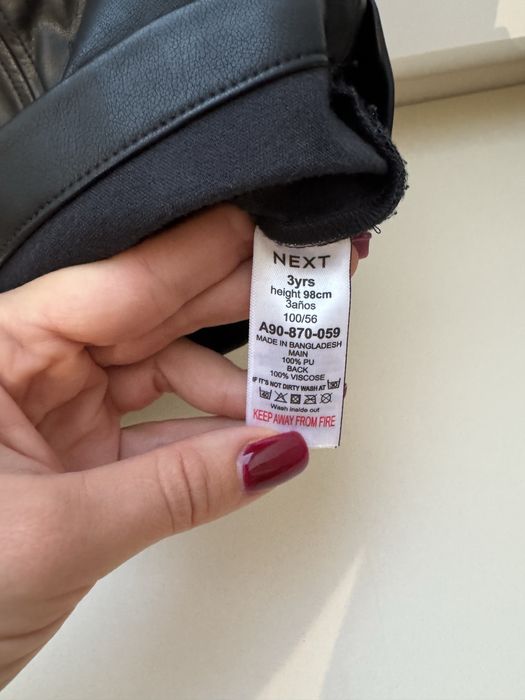 NEXT
3yrs
height 98cm
3años
100/56
A90-870-059
MADE IN BANGLADESH
MAIN
100% PU
BACK
100% VISCOSE
IF IT'S NOT DIRTY WASH AT
Wash inside out
KEEP AWAY FROM FIRE